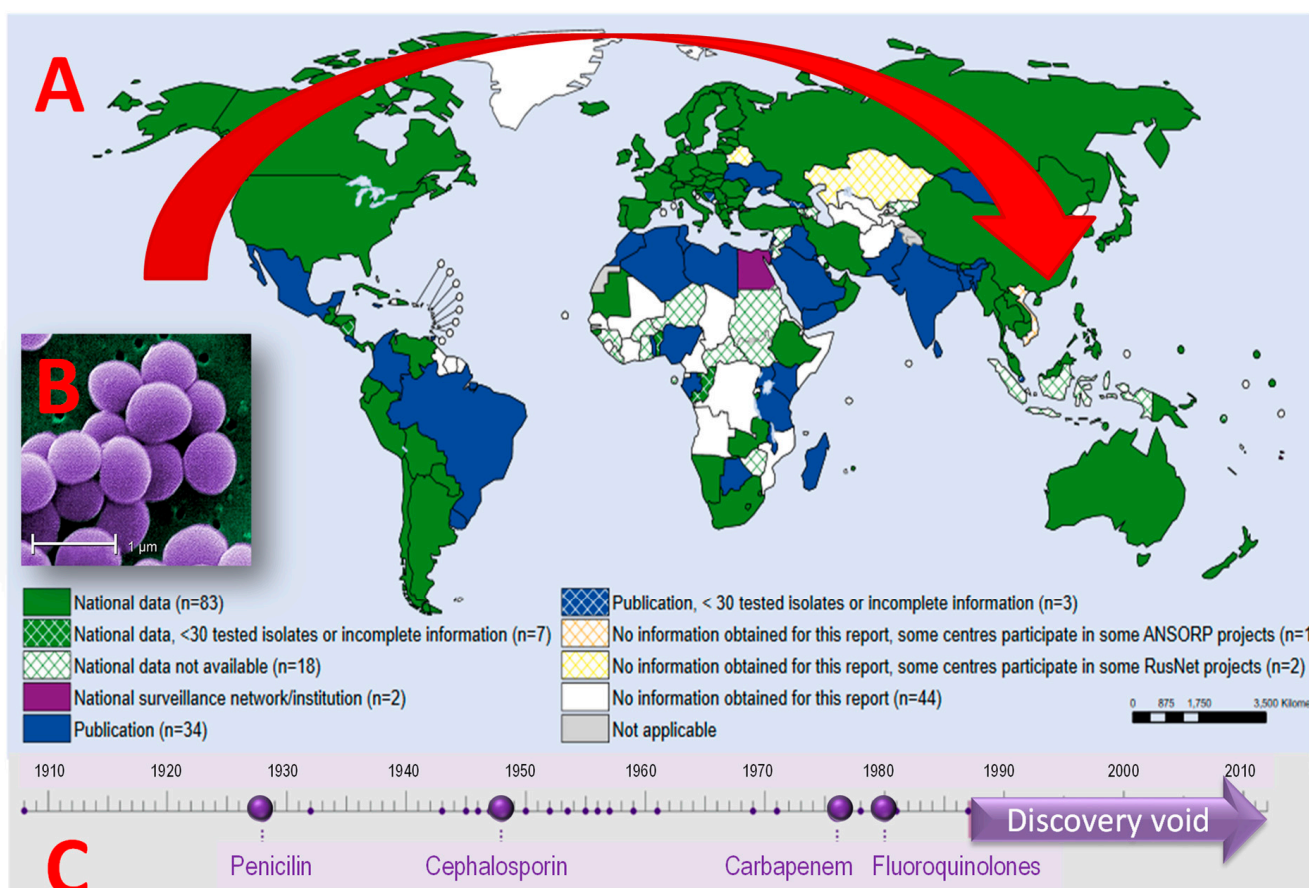 A
B
1 µm
National data (n=83)
National data, <30 tested isolates or incomplete information (n=7)
National data not available (n=18)
National surveillance network/institution (n=2)
Publication (n=34)
Publication, < 30 tested isolates or incomplete information (n=3)
No information obtained for this report, some centres participate in some ANSORP projects (n=1
No information obtained for this report, some centres participate in some RusNet projects (n=2)
No information obtained for this report (n=44)
Not applicable
0 875 1,750 3,500 Kilome
1910 1920 1930 1940 1950 1960 1970 1980 1990 2000 2010
Discovery void
C
Penicilin Cephalosporin Carbapenem Fluoroquinolones